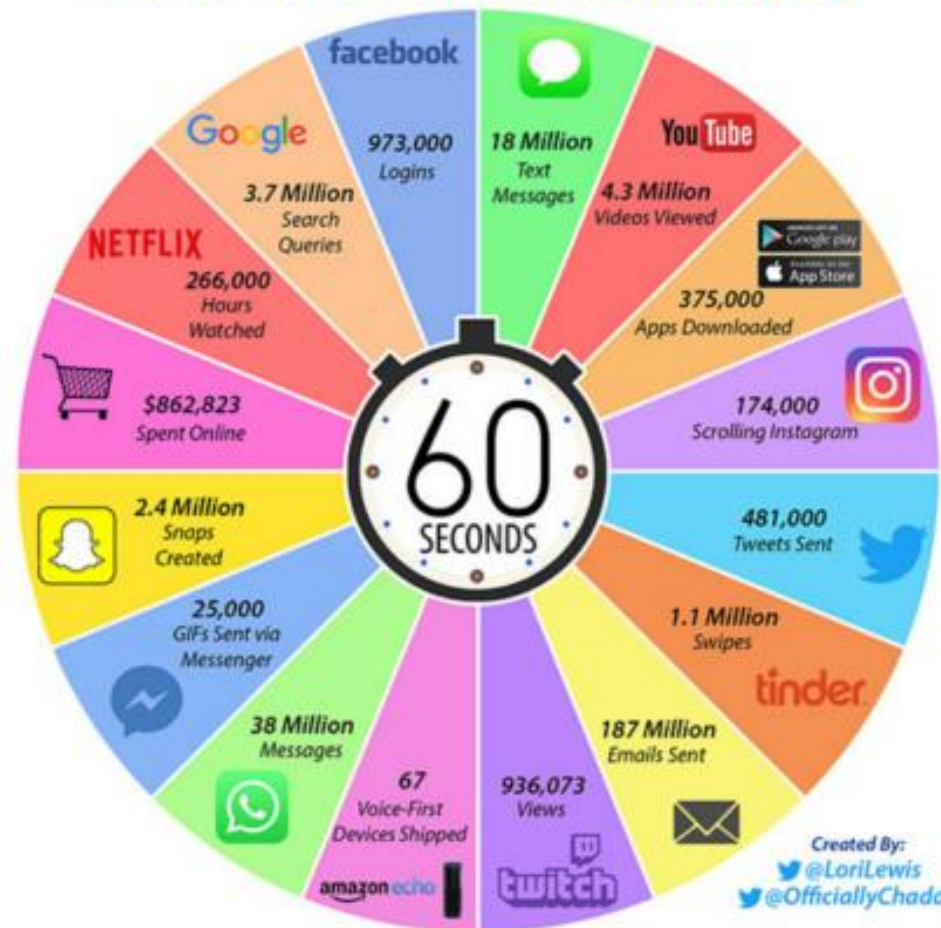 facebook
973,000
Logins
18 Million
Text
Messages
YouTube
4.3 Million
Videos Viewed
Google play
App Store
375,000
Apps Downloaded
174,000
Scrolling Instagram
481,000
Tweets Sent
1.1 Million
Swipes
tinder
187 Million
Emails Sent
936,073
Views
twitch
67
Voice-First
Devices Shipped
amazon echo
38 Million
Messages
25,000
GIFs Sent via
Messenger
2.4 Million
Snaps
Created
$862,823
Spent Online
NETFLIX
266,000
Hours
Watched
Google
3.7 Million
Search
Queries
60
SECONDS
Created By:
@LoriLewis
@OfficiallyChadd